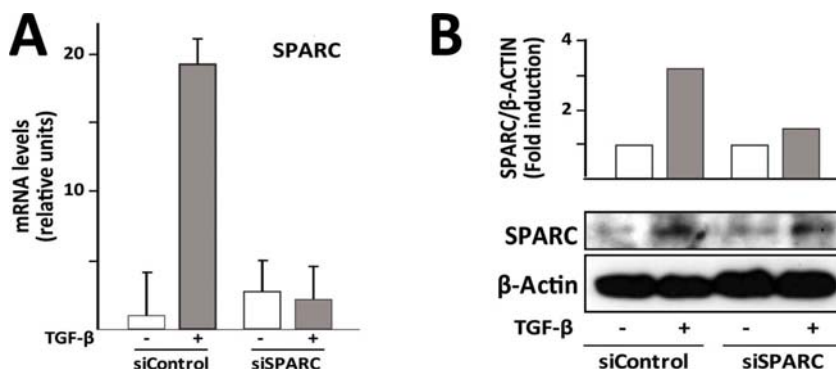 A
SPARC
mRNA levels
(relative units)
20
10
TGF-β - + - +
siControl siSPARC
B
SPARC/β-ACTIN
(Fold induction)
4
2
SPARC
β-Actin
TGF-β - + - +
siControl siSPARC